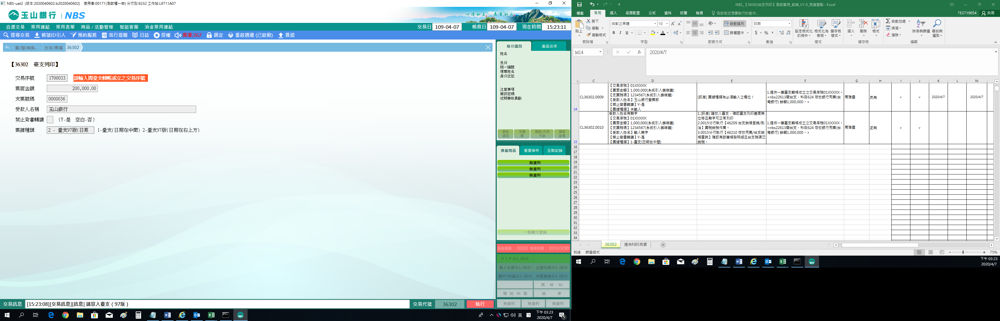 NBS-uat2 (版本:2020040602.b2020040602) 使用者:00171(測試櫃一辛) 分行別:9232 工作站:L9711A07
玉山銀行 | NBS
心清如玉, 義重如山
自選交易 常用連結 常用表單 商品 / 活動管理 智能客服 消金常用連結
交易日 109-04-07 帳務日 109-04-07 現在時間 15:23:11
搜尋交易 帳號ID引入 預約服務 蒞行提醒 日誌 授權 廣播:267 鎖定 重啟週邊 (已啟動) 簽退
單/摺(補換.. 支存/票據 36302
【36302 臺支列印】
交易序號 1700033 請輸入開臺支轉帳成立之交易序號
票面金額 200,000.00
支票號碼 0000036
受款人名稱 玉山銀行
禁止背書轉讓 (Y-是 空白-否)
票據種類 2 - 臺支97版(日期 1-臺支(日期在中間) 2-臺支97版(日期在右上方)
身分識別 產品往來
姓名
生日
統一編號
理專姓名
身分註記
注意事項
簡訊密碼
近期事故異動
顧客資訊 通路/共同行銷 顧客影像
推薦商品 重要事件 互動記錄
無資料
無資料
無資料
一般轉介登錄
服務號碼: 0000 等候時間: 00分00秒
VIP:0人 00分
個人交易:0人 00分 企業交易:0人 00分
開戶/申請:0人 00分 外匯業務:0人 00分
再 呼 叫
預 約 叫 號 結 束
無資料 無資料 無資料
交易訊息 [15:23:08][交易訊息][訊息] 請放入臺支 ( 97版 ) 交易代號 36302 執行
英
下午 03:23
2020/4/7
5
NBS_【36302台支列印】測試案例_前端_V1.0_測資盤點 - Excel
檔案 常用 插入 版面配置 公式 資料 校閱 檢視 告訴我您想要執行的動作... TEST19054 共用
貼上 剪下 複製 複製格式 剪貼簿
微軟正黑體 10 B I U 字型
自動換列 跨欄置中 對齊方式
日期 $ % 數值
設定格式化的條件 格式化為表格 儲存格樣式 樣式
插入 刪除 格式 儲存格
自動加總 填滿 清除 排序與篩選 尋找與選取 編輯
M14 fx 2020/4/7
C D E F G H I J K L M
14 CL36302.0009
【交易序號】01XXXXX
【票面金額】1,000,000(系統引入鎖唯讀)
【支票號碼】1234567(系統引入鎖唯讀)
【受款人姓名】玉山銀行營業部
【禁止背書轉讓】Y-是
【票據種類】未輸入
[訊息] 票據種類為必須輸入之欄位！
1.提供一筆臺支轉帳成立之交易序號01XXXXX，
<nbs22613開台支，科目624 存放銀行同業(台灣銀行) 餘額1,000,000。>
周雅雪 反向 v v 2020/4/7 2020/4/7
15 CL36302.0010
受款人姓名有難字
【交易序號】01XXXXX
【票面金額】1,000,000(系統引入鎖唯讀)
【支票號碼】1234567(系統引入鎖唯讀)
【受款人姓名】輸入難字
【禁止背書轉讓】Y-是
【票據種類】1-臺支(日期在中間)
1.[訊息] 請放入臺支，確認臺支列印畫面無位移且難字可正常列印
2.0015分行執行【46209 台支銷帳登錄/取消】票號銷號作業。
3.0015分行執行【46210 存放同業/台支銷帳查詢】確認有該筆帳務明細且台支號碼已銷號。
1.提供一筆臺支轉帳成立之交易序號01XXXXX，
<nbs22613開台支，科目624 存放銀行同業(台灣銀行) 餘額1,000,000。>
周雅雪 正向 v v
16
17
18
19
20
21
22
23
24
25
26
27
28
29
30
31
32
33
34
36302 提供NBS測資
就緒 篩選模式 75%
下午 03:23
2020/4/7